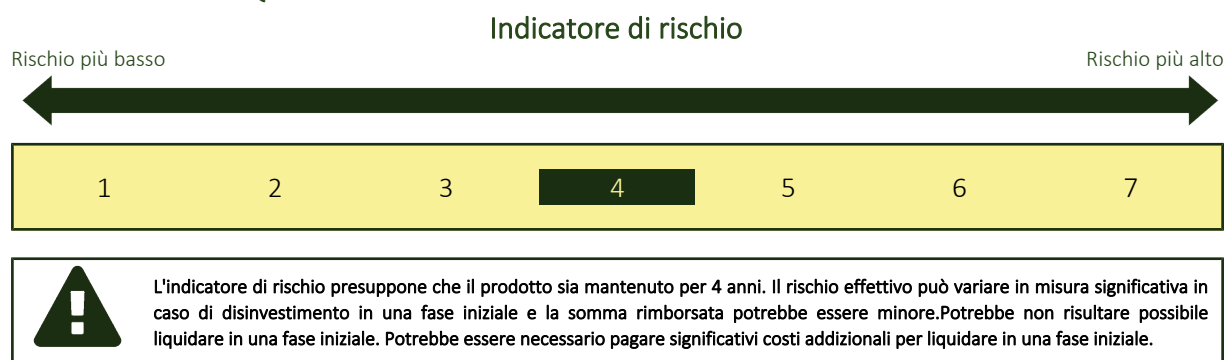 Indicatore di rischio
Rischio più basso Rischio più alto
1 2 3 4 5 6 7
L'indicatore di rischio presuppone che il prodotto sia mantenuto per 4 anni. Il rischio effettivo può variare in misura significativa in
caso di disinvestimento in una fase iniziale e la somma rimborsata potrebbe essere minore.Potrebbe non risultare possibile
liquidare in una fase iniziale. Potrebbe essere necessario pagare significativi costi addizionali per liquidare in una fase iniziale.